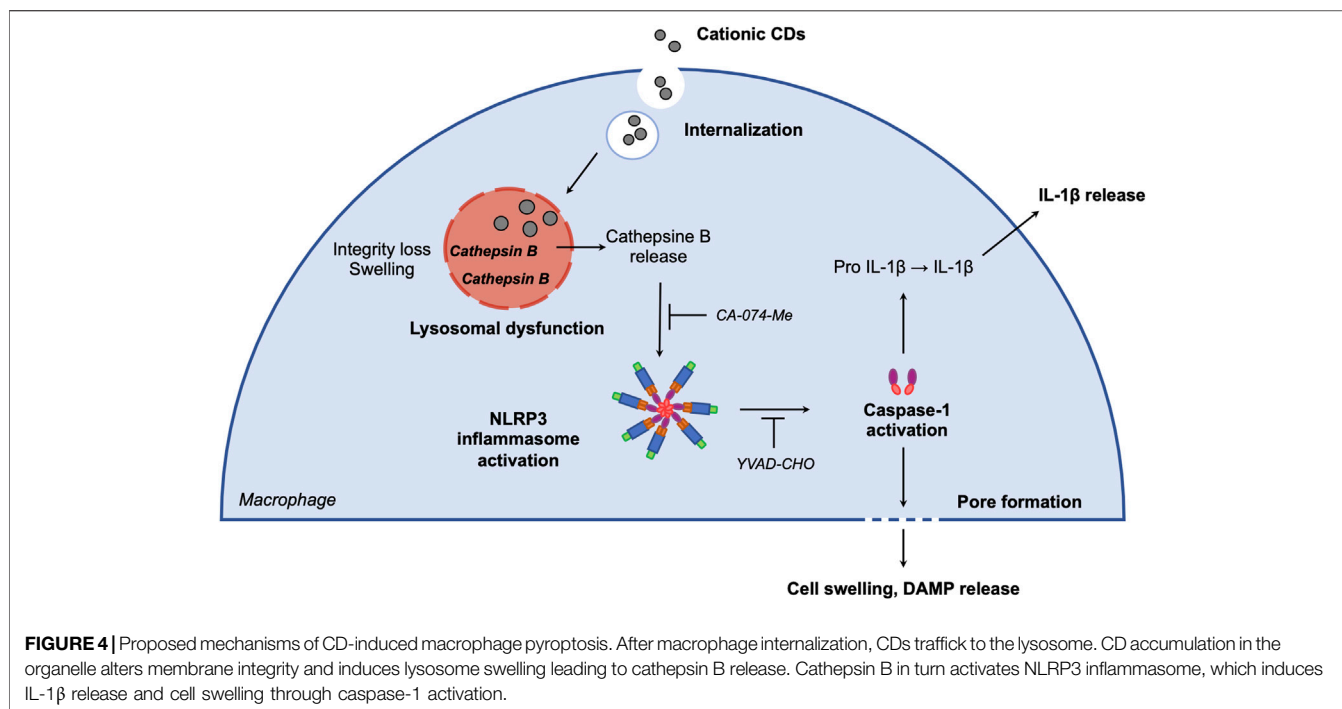 Cationic CDs
Internalization
IL-1β release
Integrity loss
Swelling
Cathepsin B
Cathepsin B
Cathepsine B
release
Pro IL-1β → IL-1β
Lysosomal dysfunction
CA-074-Me
NLRP3
inflammasome
activation
Caspase-1
activation
YVAD-CHO
Macrophage
Pore formation
Cell swelling, DAMP release
FIGURE 4 | Proposed mechanisms of CD-induced macrophage pyroptosis. After macrophage internalization, CDs traffick to the lysosome. CD accumulation in the
organelle alters membrane integrity and induces lysosome swelling leading to cathepsin B release. Cathepsin B in turn activates NLRP3 inflammasome, which induces
IL-1β release and cell swelling through caspase-1 activation.